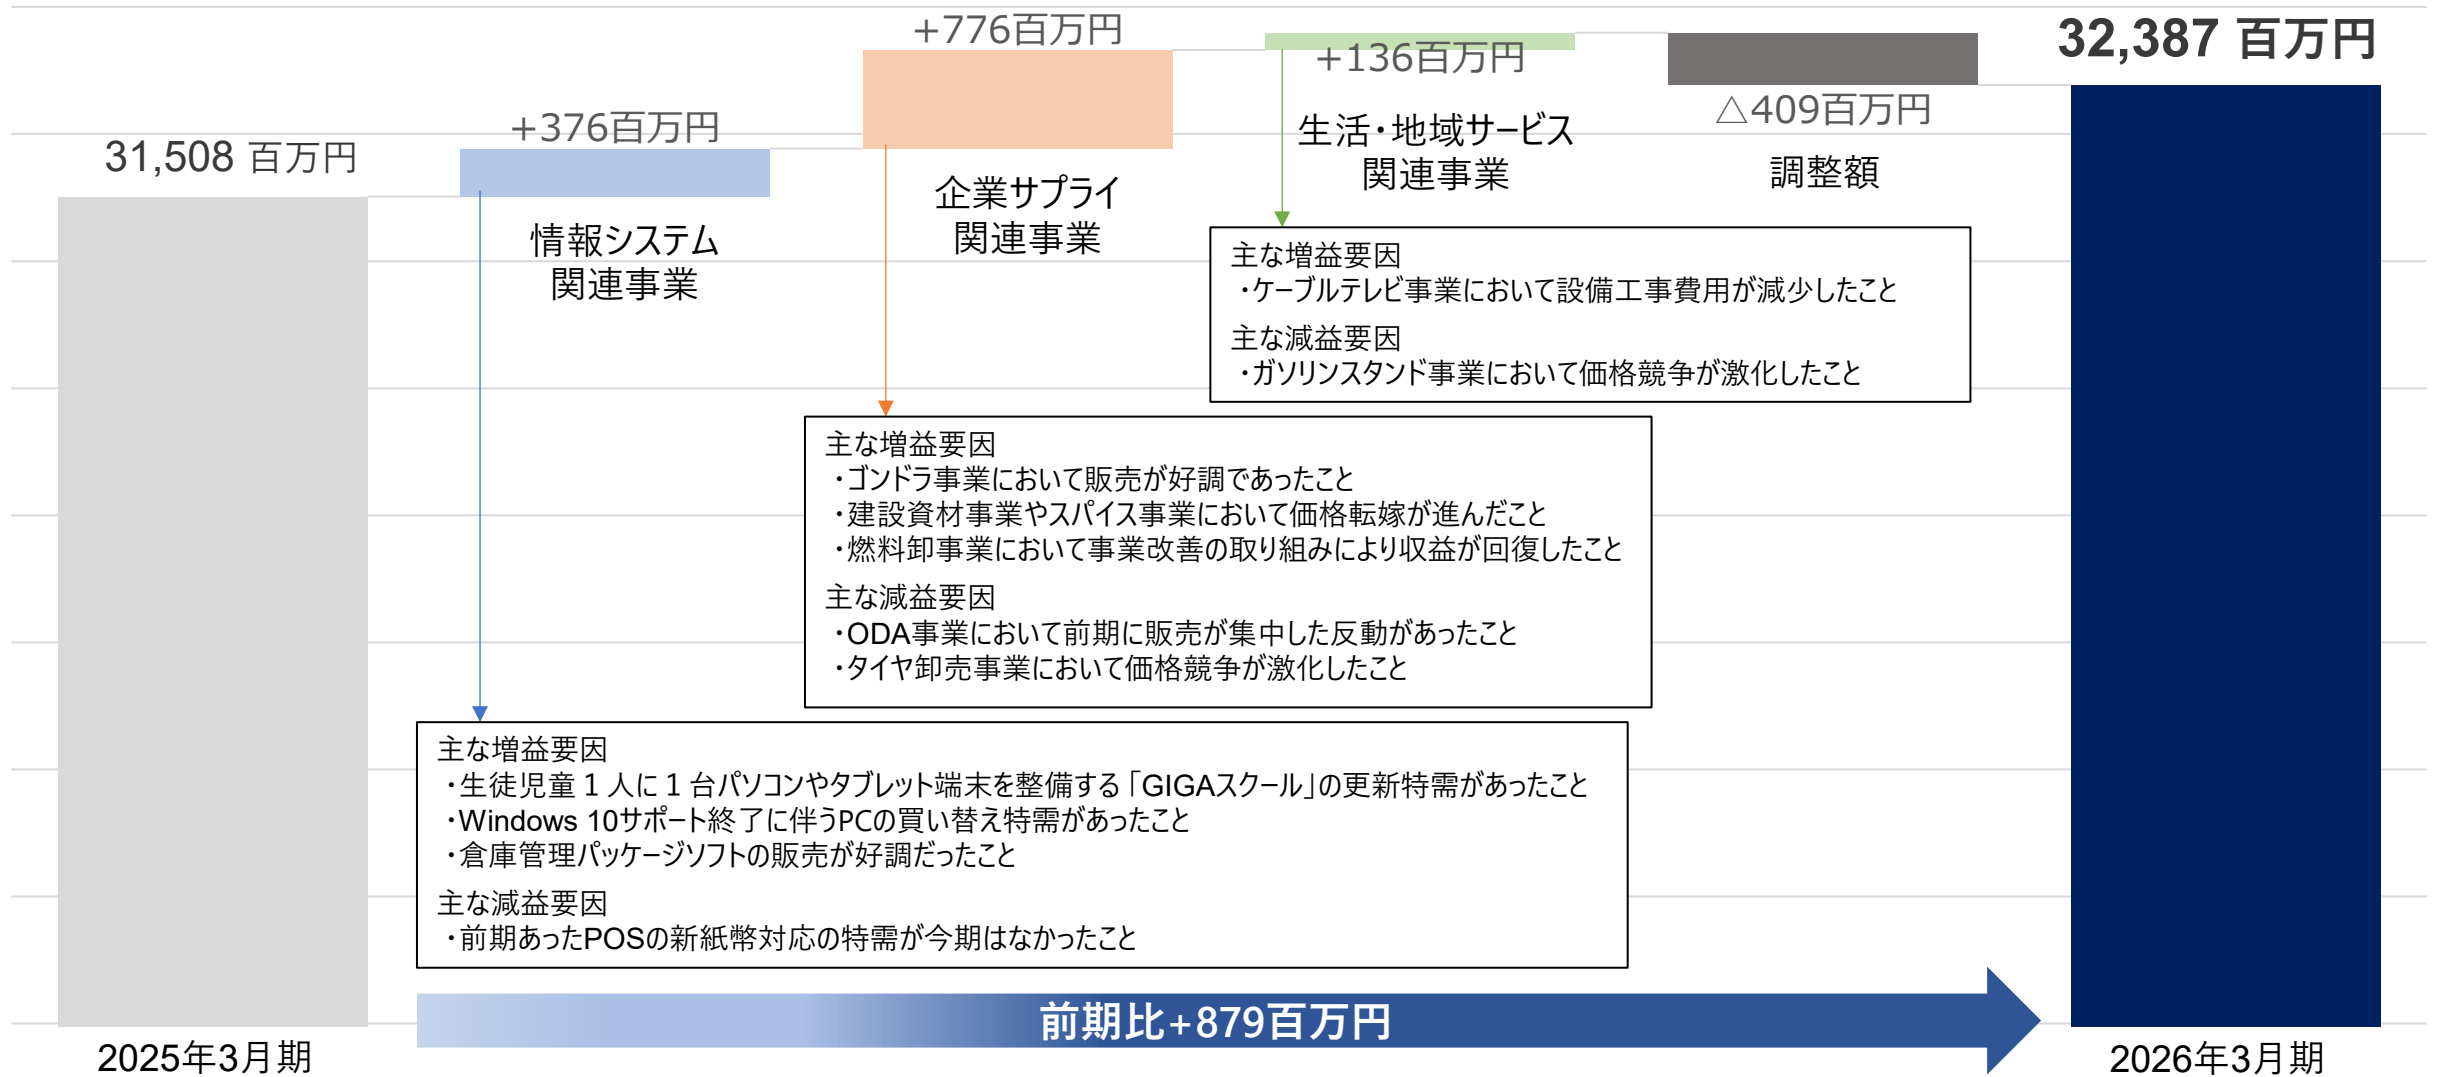 31,508 百万円
+376百万円
情報システム
関連事業
+776百万円
企業サプライ
関連事業
+136百万円
生活・地域サービス
関連事業
△409百万円
調整額
32,387 百万円
主な増益要因
・ケーブルテレビ事業において設備工事費用が減少したこと
主な減益要因
・ガソリンスタンド事業において価格競争が激化したこと
主な増益要因
・ゴンドラ事業において販売が好調であったこと
・建設資材事業やスパイス事業において価格転嫁が進んだこと
・燃料卸事業において事業改善の取り組みにより収益が回復したこと
主な減益要因
・ODA事業において前期に販売が集中した反動があったこと
・タイヤ卸売事業において価格競争が激化したこと
主な増益要因
・生徒児童１人に１台パソコンやタブレット端末を整備する「GIGAスクール」の更新特需があったこと
・Windows 10サポート終了に伴うPCの買い替え特需があったこと
・倉庫管理パッケージソフトの販売が好調だったこと
主な減益要因
・前期あったPOSの新紙幣対応の特需が今期はなかったこと
前期比+879百万円
2025年3月期
2026年3月期